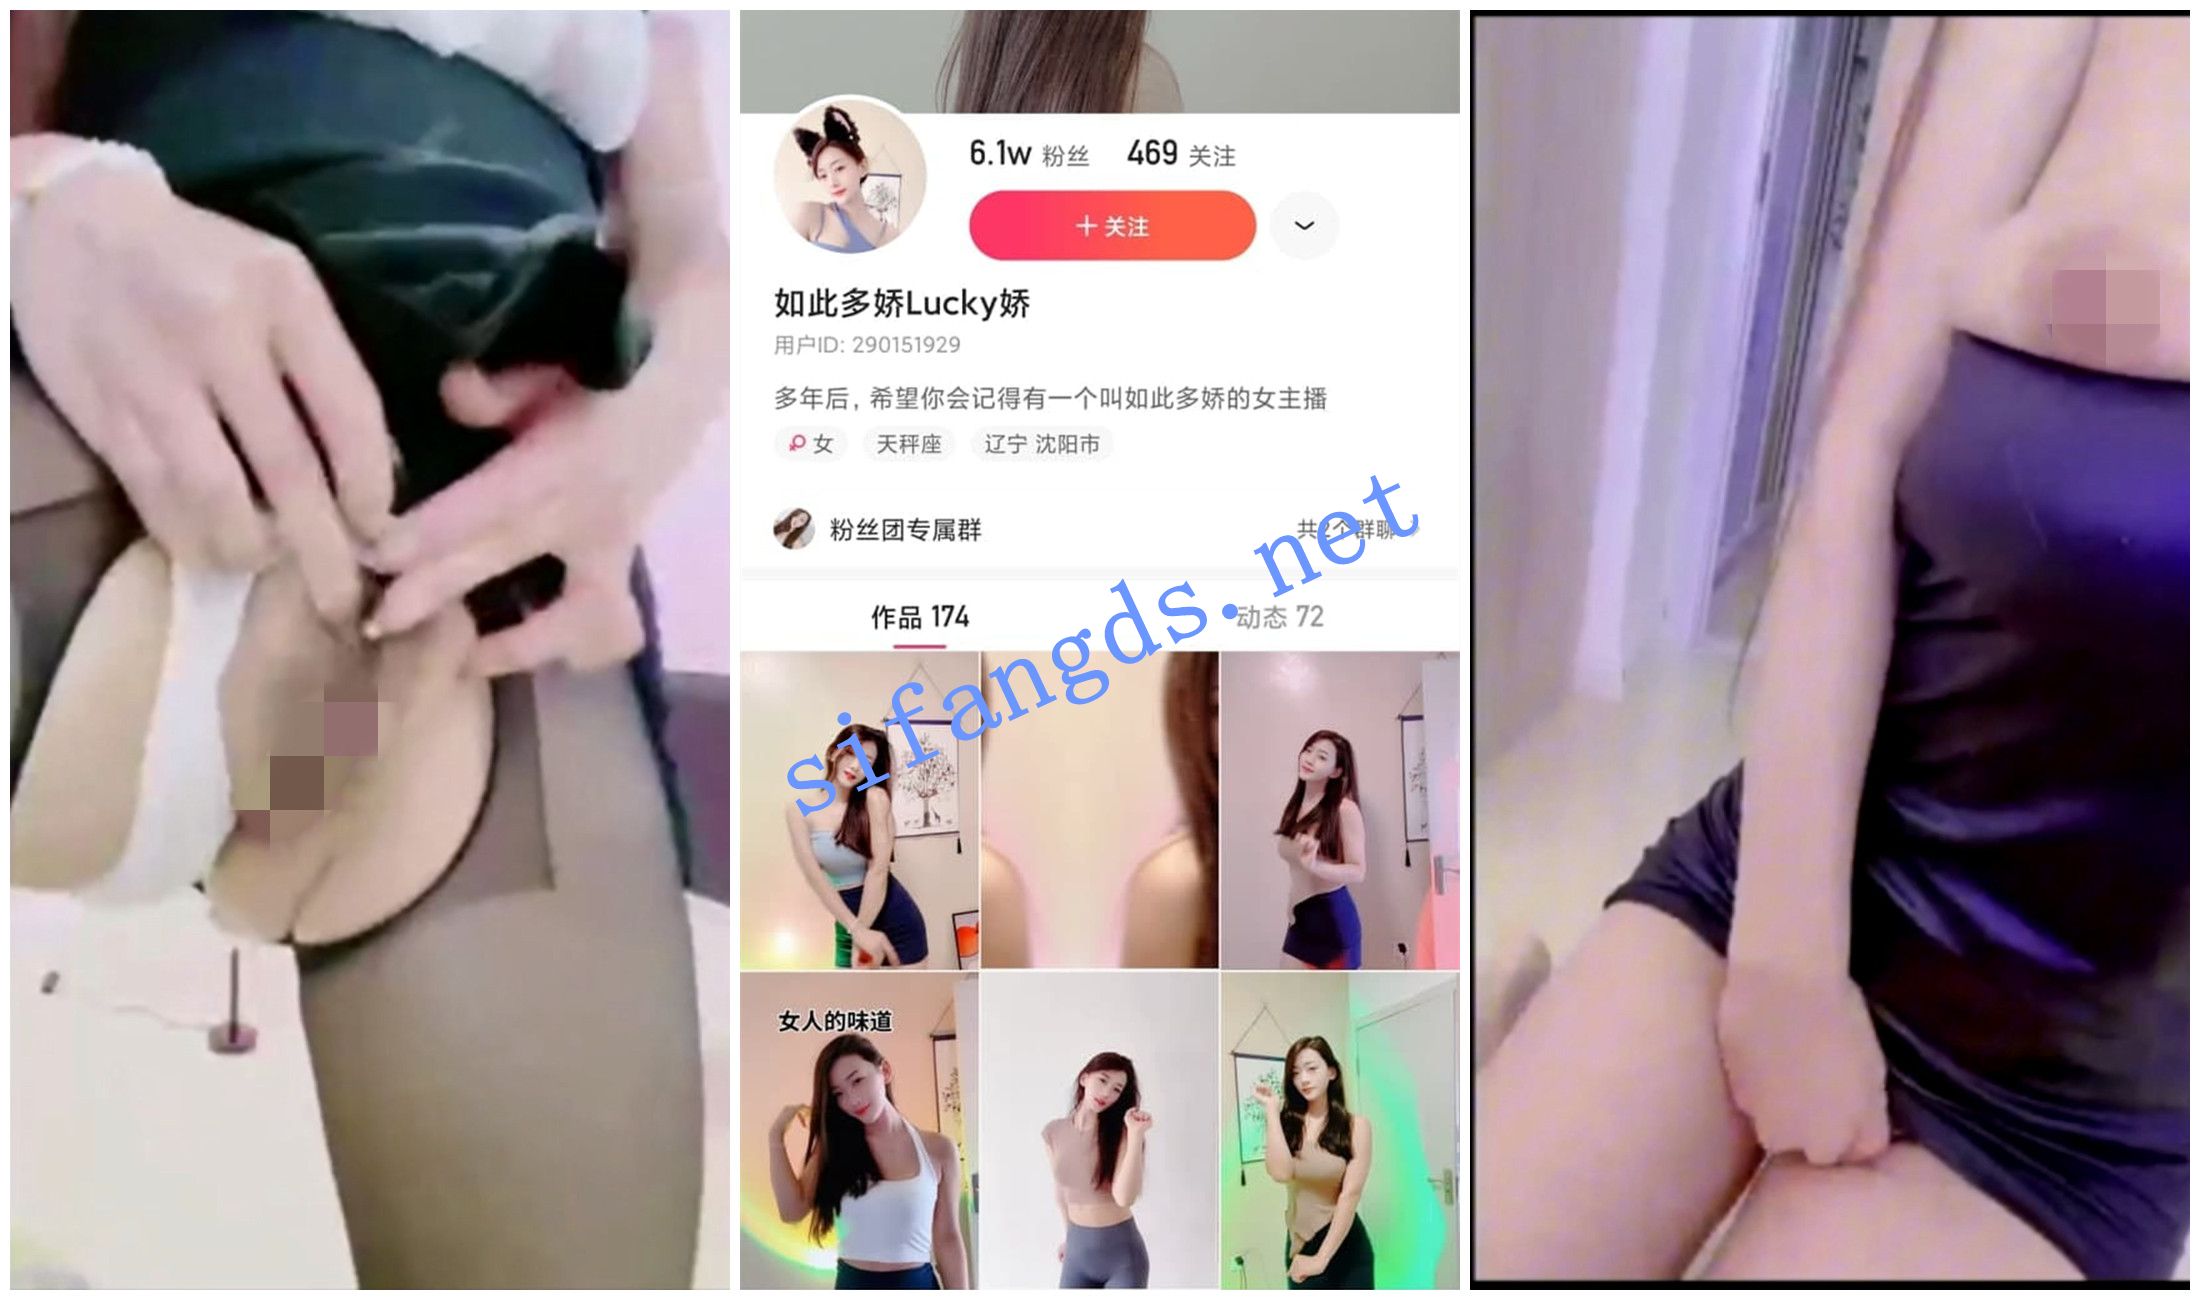 6.1w 粉丝 469 关注
+ 关注
如此多娇Lucky娇
用户ID: 290151929
多年后, 希望你会记得有一个叫如此多娇的女主播
女 天秤座 辽宁 沈阳市
粉丝团专属群 共2个群聊
作品 174 动态 72
sifangds.net
女人的味道